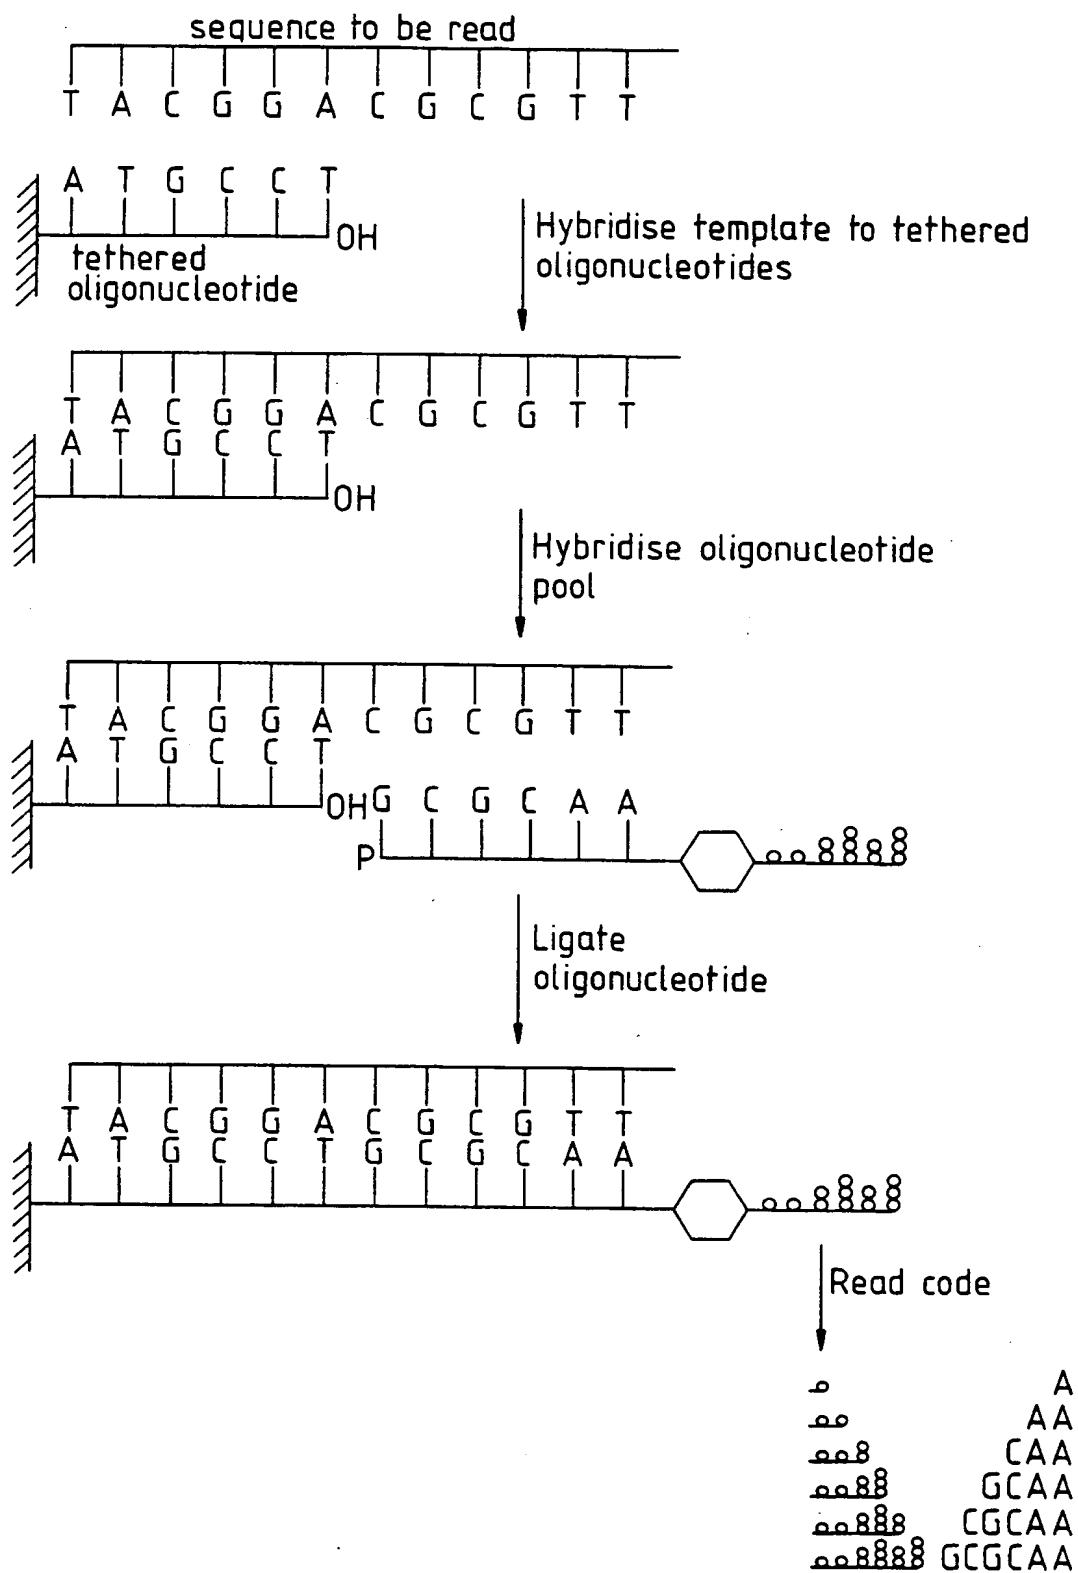 sequence to be read
T A C G G A C G C G T T
A T G C C T
OH
tethered
oligonucleotide
Hybridise template to tethered
oligonucleotides
T A C G G A C G C G T T
A T G C C T
OH
Hybridise oligonucleotide
pool
T A C G G A C G C G T T
A T G C C T
OH G C G C A A
P
Ligate
oligonucleotide
T A C G G A C G C G T T
A T G C C T G C G C A A
Read code
A
AA
CAA
GCAA
CGCAA
GCGCAA